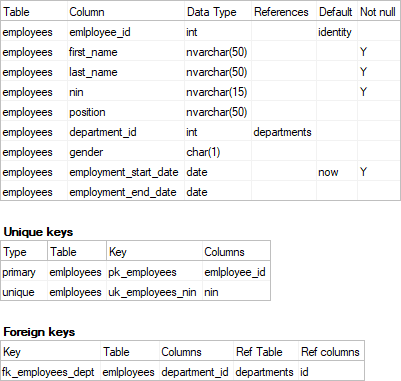 Table Column Data Type References Default Not null
employees emlployee_id int identity
employees first_name nvarchar(50) Y
employees last_name nvarchar(50) Y
employees nin nvarchar(15) Y
employees position nvarchar(50)
employees department_id int departments
employees gender char(1)
employees employment_start_date date now Y
employees employment_end_date date
Unique keys
Type Table Key Columns
primary emlployees pk_employees emlployee_id
unique emlployees uk_employees_nin nin
Foreign keys
Key Table Columns Ref Table Ref columns
fk_employees_dept emlployees department_id departments id